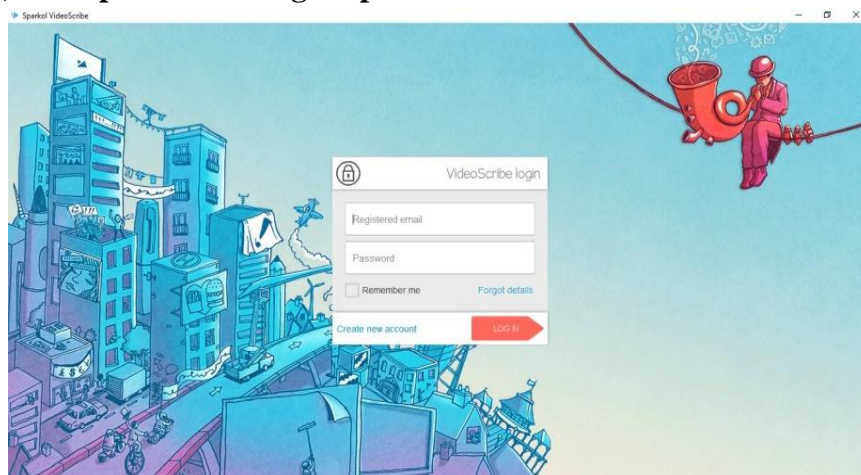 Sparkol VideoScribe
VideoScribe login
Registered email
Password
Remember me
Forgot details
Create new account
LOG IN